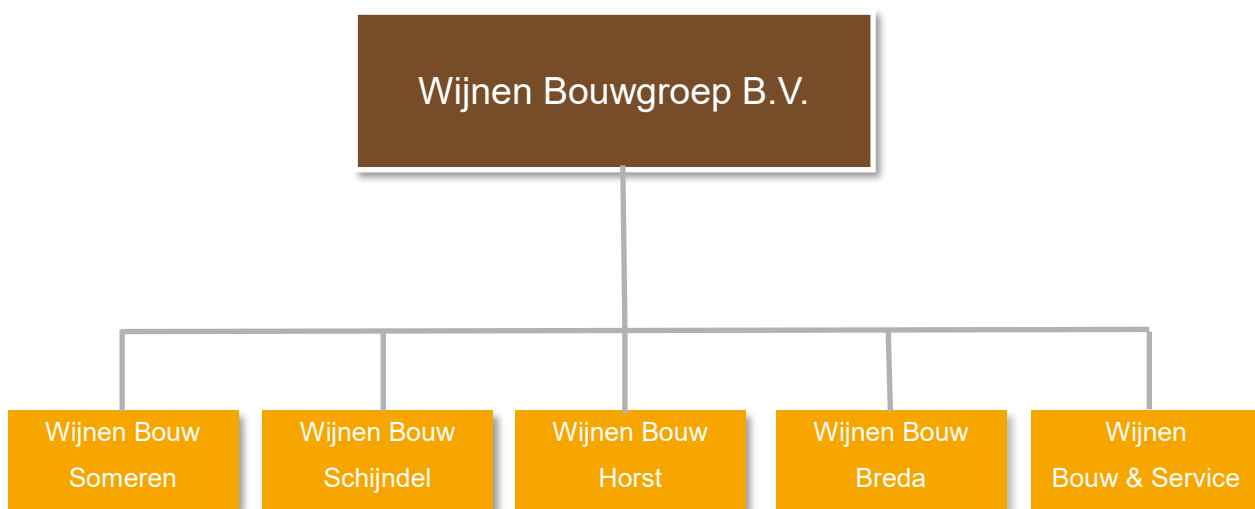 Wijnen Bouwgroep B.V.
Wijnen Bouw
Someren
Wijnen Bouw
Schijndel
Wijnen Bouw
Horst
Wijnen Bouw
Breda
Wijnen
Bouw & Service